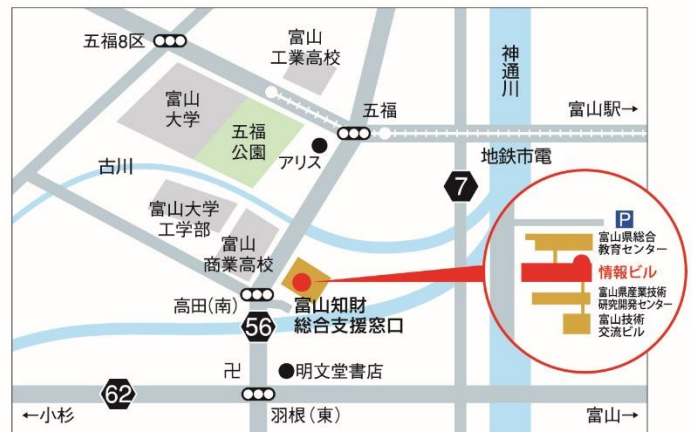 五福8区
富山
工業高校
神通川
富山
大学
五福
公園
五福
富山駅→
アリス
地鉄市電
古川
7
富山大学
工学部
富山
商業高校
P
富山県総合
教育センター
情報ビル
富山県産業技術
研究開発センター
富山技術
交流ビル
高田(南)
富山知財
総合支援窓口
56
卍
●明文堂書店
62
←小杉
羽根(東)
富山→